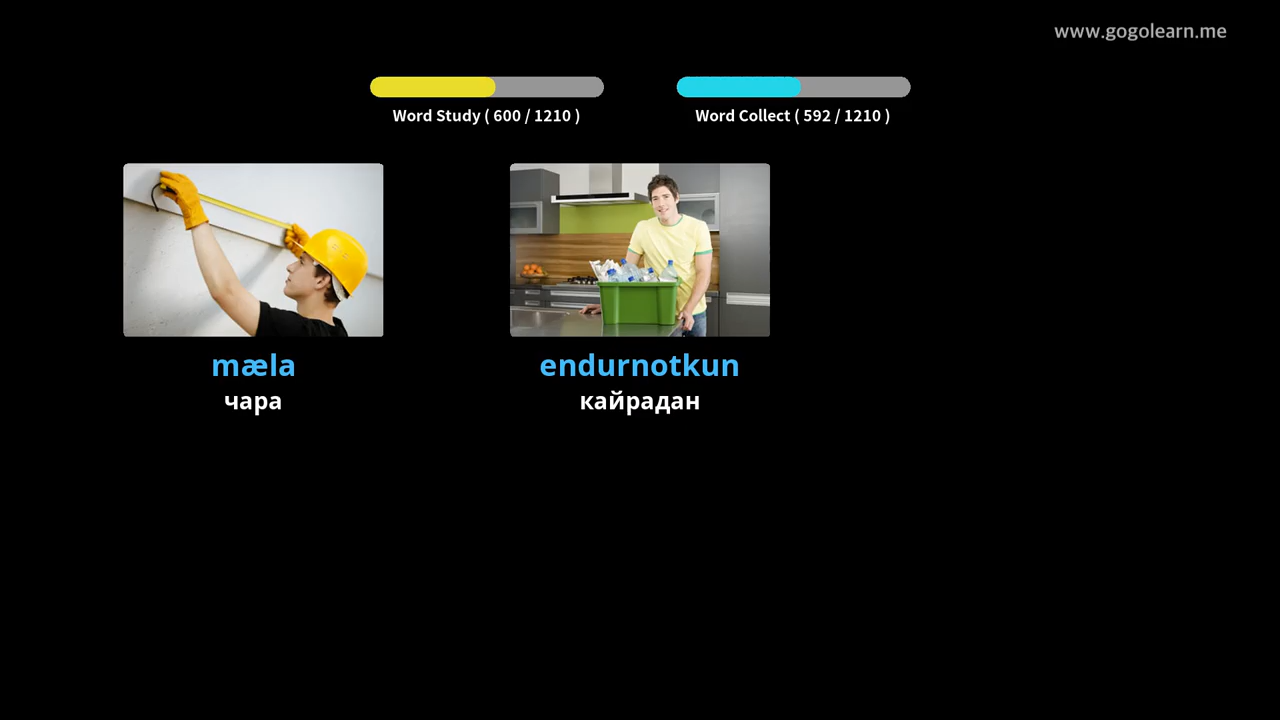 www.gogolearn.me
Word Study ( 600 / 1210 )
Word Collect ( 592 / 1210 )
mæla
чара
endurnotkun
кайрадан